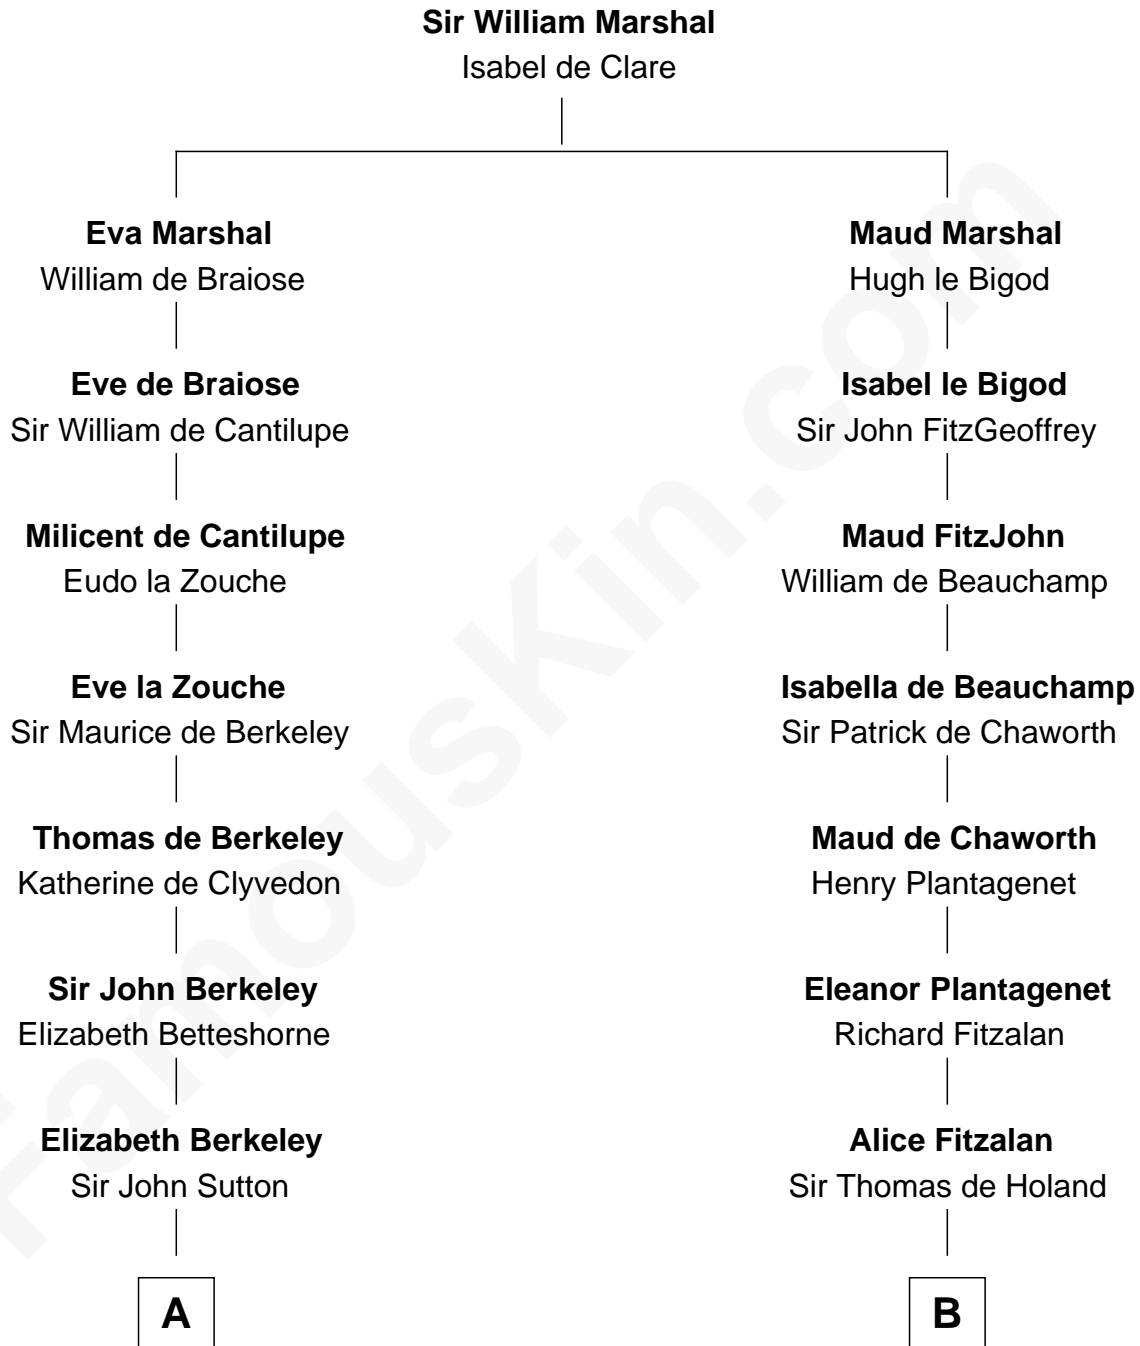 Sir William Marshal
Isabel de Clare
Eva Marshal
William de Braiose
Maud Marshal
Hugh le Bigod
Eve de Braiose
Sir William de Cantilupe
Isabel le Bigod
Sir John FitzGeoffrey
Milicent de Cantilupe
Eudo la Zouche
Maud FitzJohn
William de Beauchamp
Eve la Zouche
Sir Maurice de Berkeley
Isabella de Beauchamp
Sir Patrick de Chaworth
Thomas de Berkeley
Katherine de Clyvedon
Maud de Chaworth
Henry Plantagenet
Sir John Berkeley
Elizabeth Betteshorne
Eleanor Plantagenet
Richard Fitzalan
Elizabeth Berkeley
Sir John Sutton
Alice Fitzalan
Sir Thomas de Holand
A
B
FamousKin.com